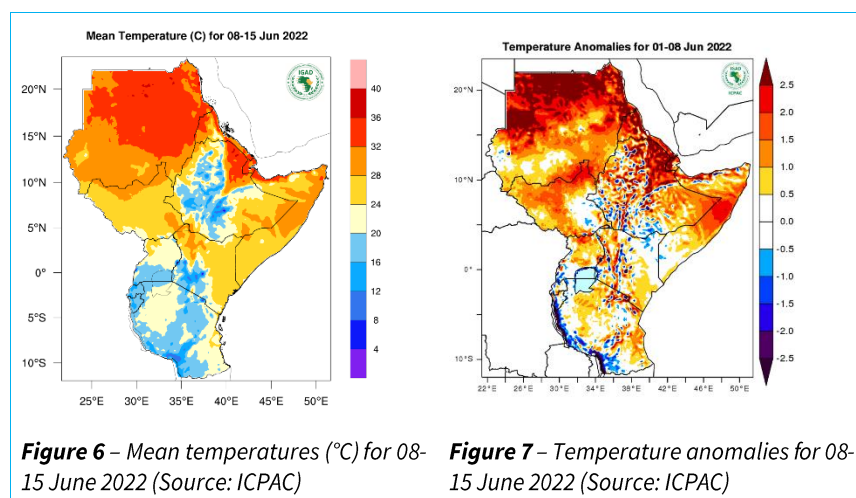 Mean Temperature (C) for 08-15 Jun 2022
IGAD
20°N
15°N
10°N
5°N
0°
5°S
10°S
25°E
30°E
35°E
40°E
45°E
50°E
40
36
32
28
24
20
16
12
8
4
Temperature Anomalies for 01-08 Jun 2022
IGAD
ICPAC
20°N
10°N
0°
10°S
22°E
26°E
30°E
34°E
38°E
42°E
46°E
50°E
2.5
2.0
1.5
1.0
0.5
0.0
-0.5
-1.0
-1.5
-2.0
-2.5
Figure 6 – Mean temperatures (°C) for 08-
15 June 2022 (Source: ICPAC)
Figure 7 – Temperature anomalies for 08-
15 June 2022 (Source: ICPAC)